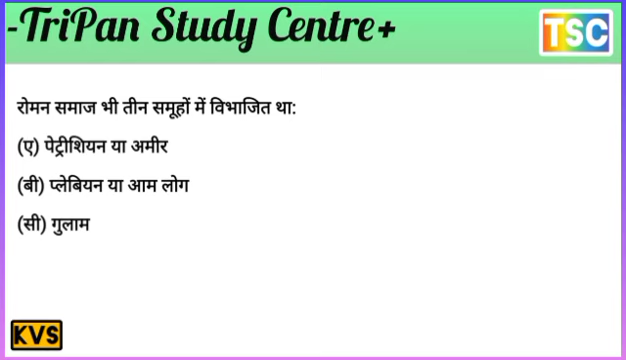 -TriPan Study Centre+
TSC
रोमन समाज भी तीन समूहों में विभाजित था:
(ए) पेट्रीशियन या अमीर
(बी) प्लेबियन या आम लोग
(सी) गुलाम
KVS